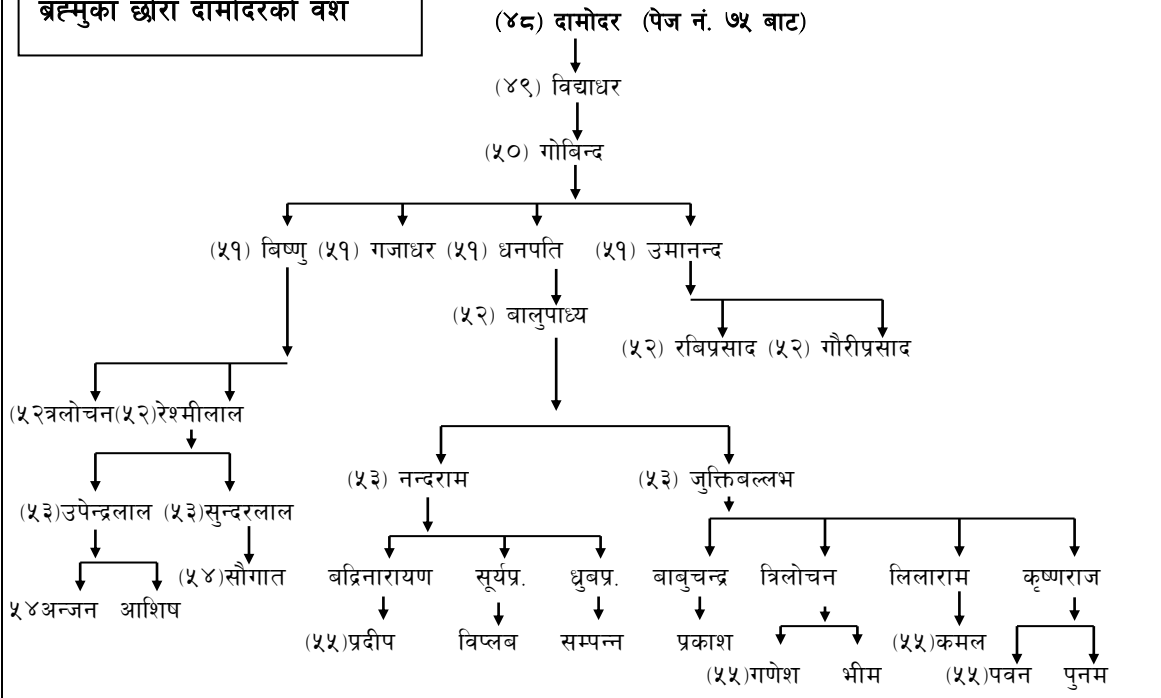 ब्रह्मुका छोरा दामोदरको वंश
(४८) दामोदर (पेज नं. ७५ बाट)
(४९) विद्याधर
(५०) गोबिन्द
(५१) बिष्णु (५१) गजाधर (५१) धनपति (५१) उमानन्द
(५२) बालुपाध्य
(५२) रबिप्रसाद (५२) गौरीप्रसाद
(५२त्रलोचन(५२)रेश्मीलाल
(५३) नन्दराम (५३) जुक्तिबल्लभ
(५३)उपेन्द्रलाल (५३)सुन्दरलाल
(५४)सौगात बद्रिनारायण सूर्यप्र. ध्रुबप्र. बाबुचन्द्र त्रिलोचन लिलाराम कृष्णराज
५४अन्जन आशिष
(५५)प्रदीप विप्लब सम्पन्न प्रकाश (५५)कमल
(५५)गणेश भीम (५५)पवन पुनम